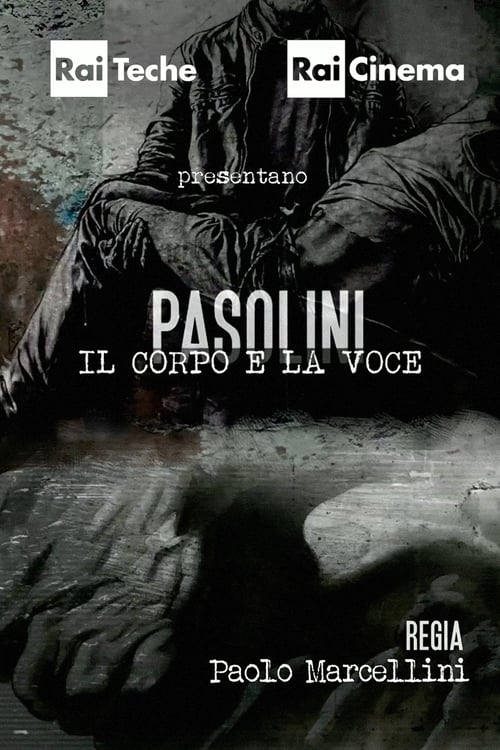 Rai Teche
Rai Cinema
presentano
PASOLINI
IL CORPO E LA VOCE
REGIA
Paolo Marcellini